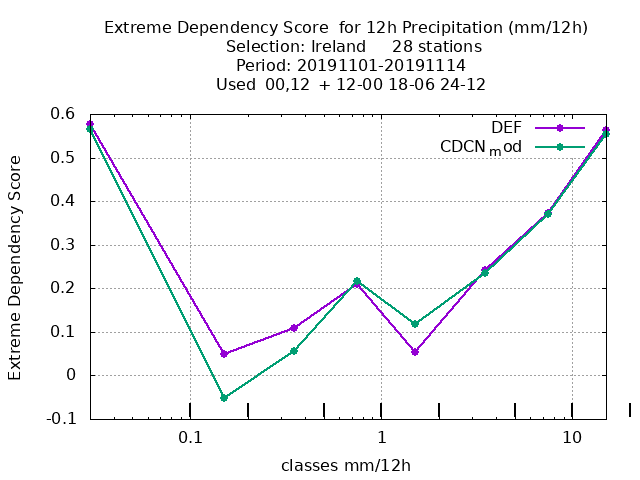 Extreme Dependency Score  for 12h Precipitation (mm/12h)
Selection: Ireland     28 stations
Period: 20191101-20191114
Used  00,12  + 12-00 18-06 24-12
DEF
CDCNmod
Extreme Dependency Score
0.6
0.5
0.4
0.3
0.2
0.1
0
-0.1
0.1 1 10
classes mm/12h